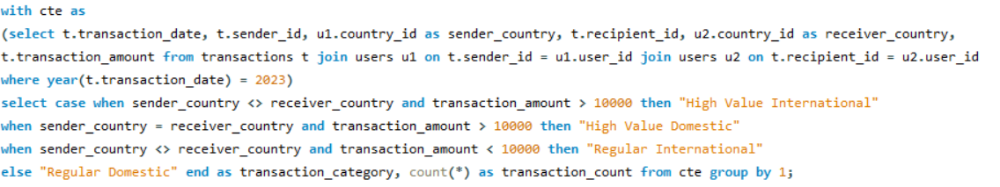 with cte as
(select t.transaction_date, t.sender_id, u1.country_id as sender_country, t.recipient_id, u2.country_id as receiver_country,
t.transaction_amount from transactions t join users u1 on t.sender_id = u1.user_id join users u2 on t.recipient_id = u2.user_id
where year(t.transaction_date) = 2023)
select case when sender_country <> receiver_country and transaction_amount > 10000 then "High Value International"
when sender_country = receiver_country and transaction_amount > 10000 then "High Value Domestic"
when sender_country <> receiver_country and transaction_amount < 10000 then "Regular International"
else "Regular Domestic" end as transaction_category, count(*) as transaction_count from cte group by 1;